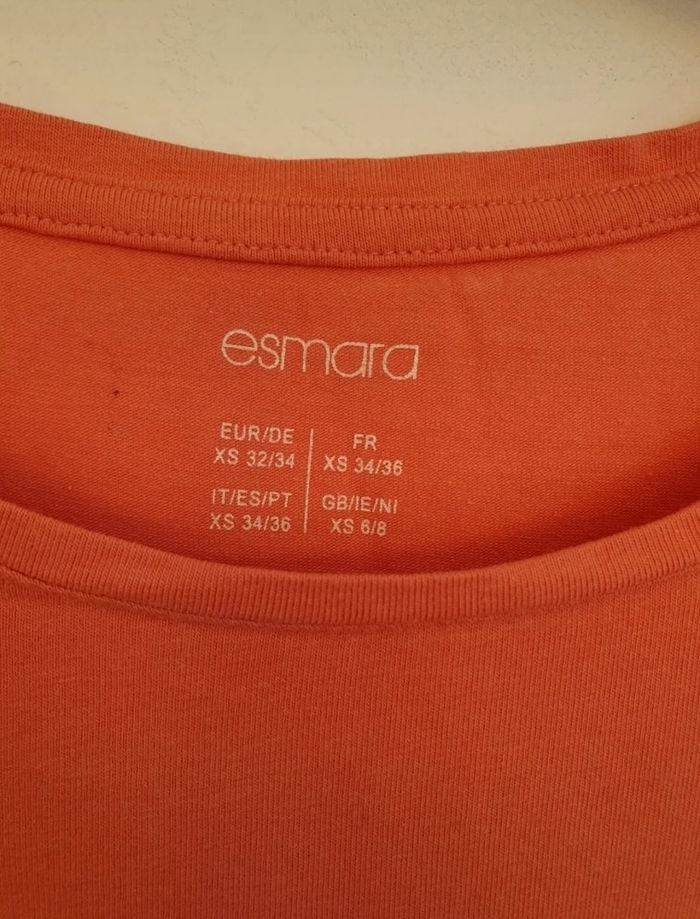 esmara
EUR/DE
XS 32/34
FR
XS 34/36
IT/ES/PT
XS 34/36
GB/IE/NI
XS 6/8